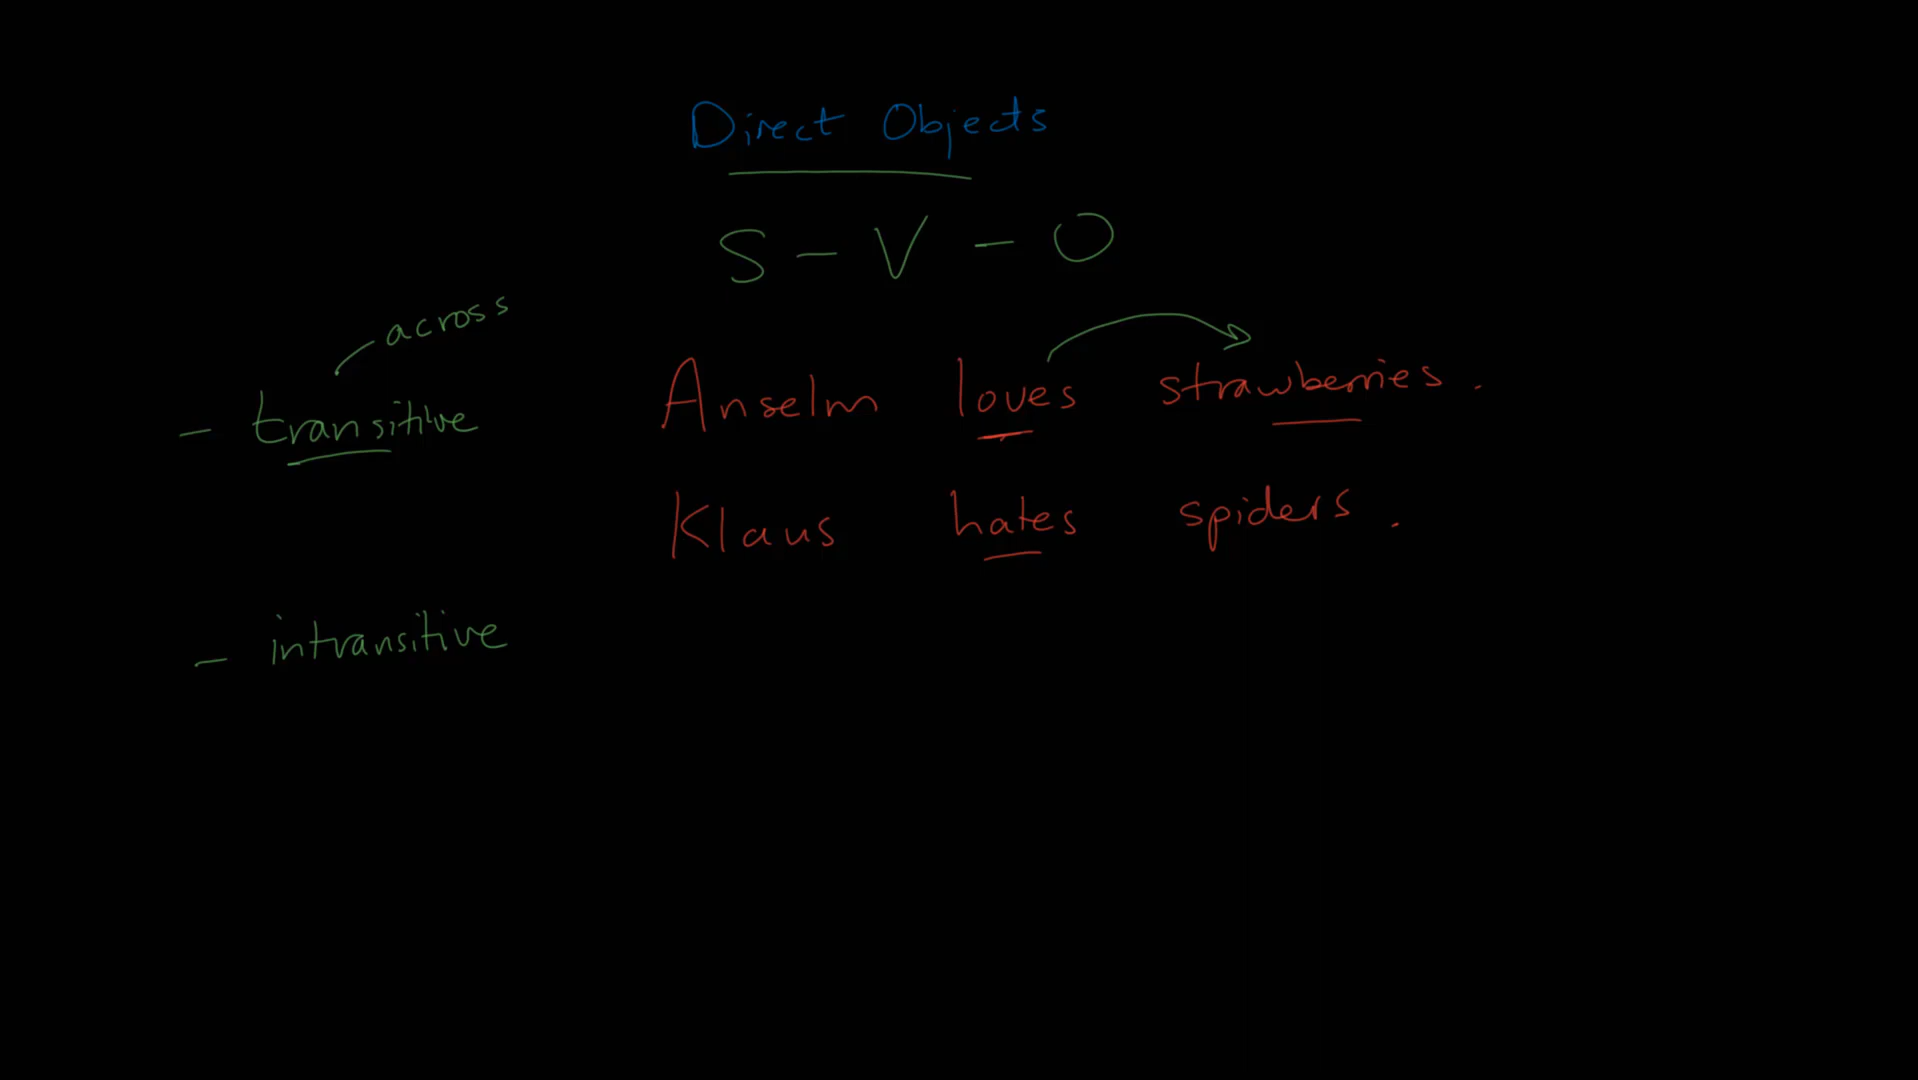 Direct Objects
S - V - O
across
- transitive
Anselm loves strawberries.
Klaus hates spiders.
- intransitive